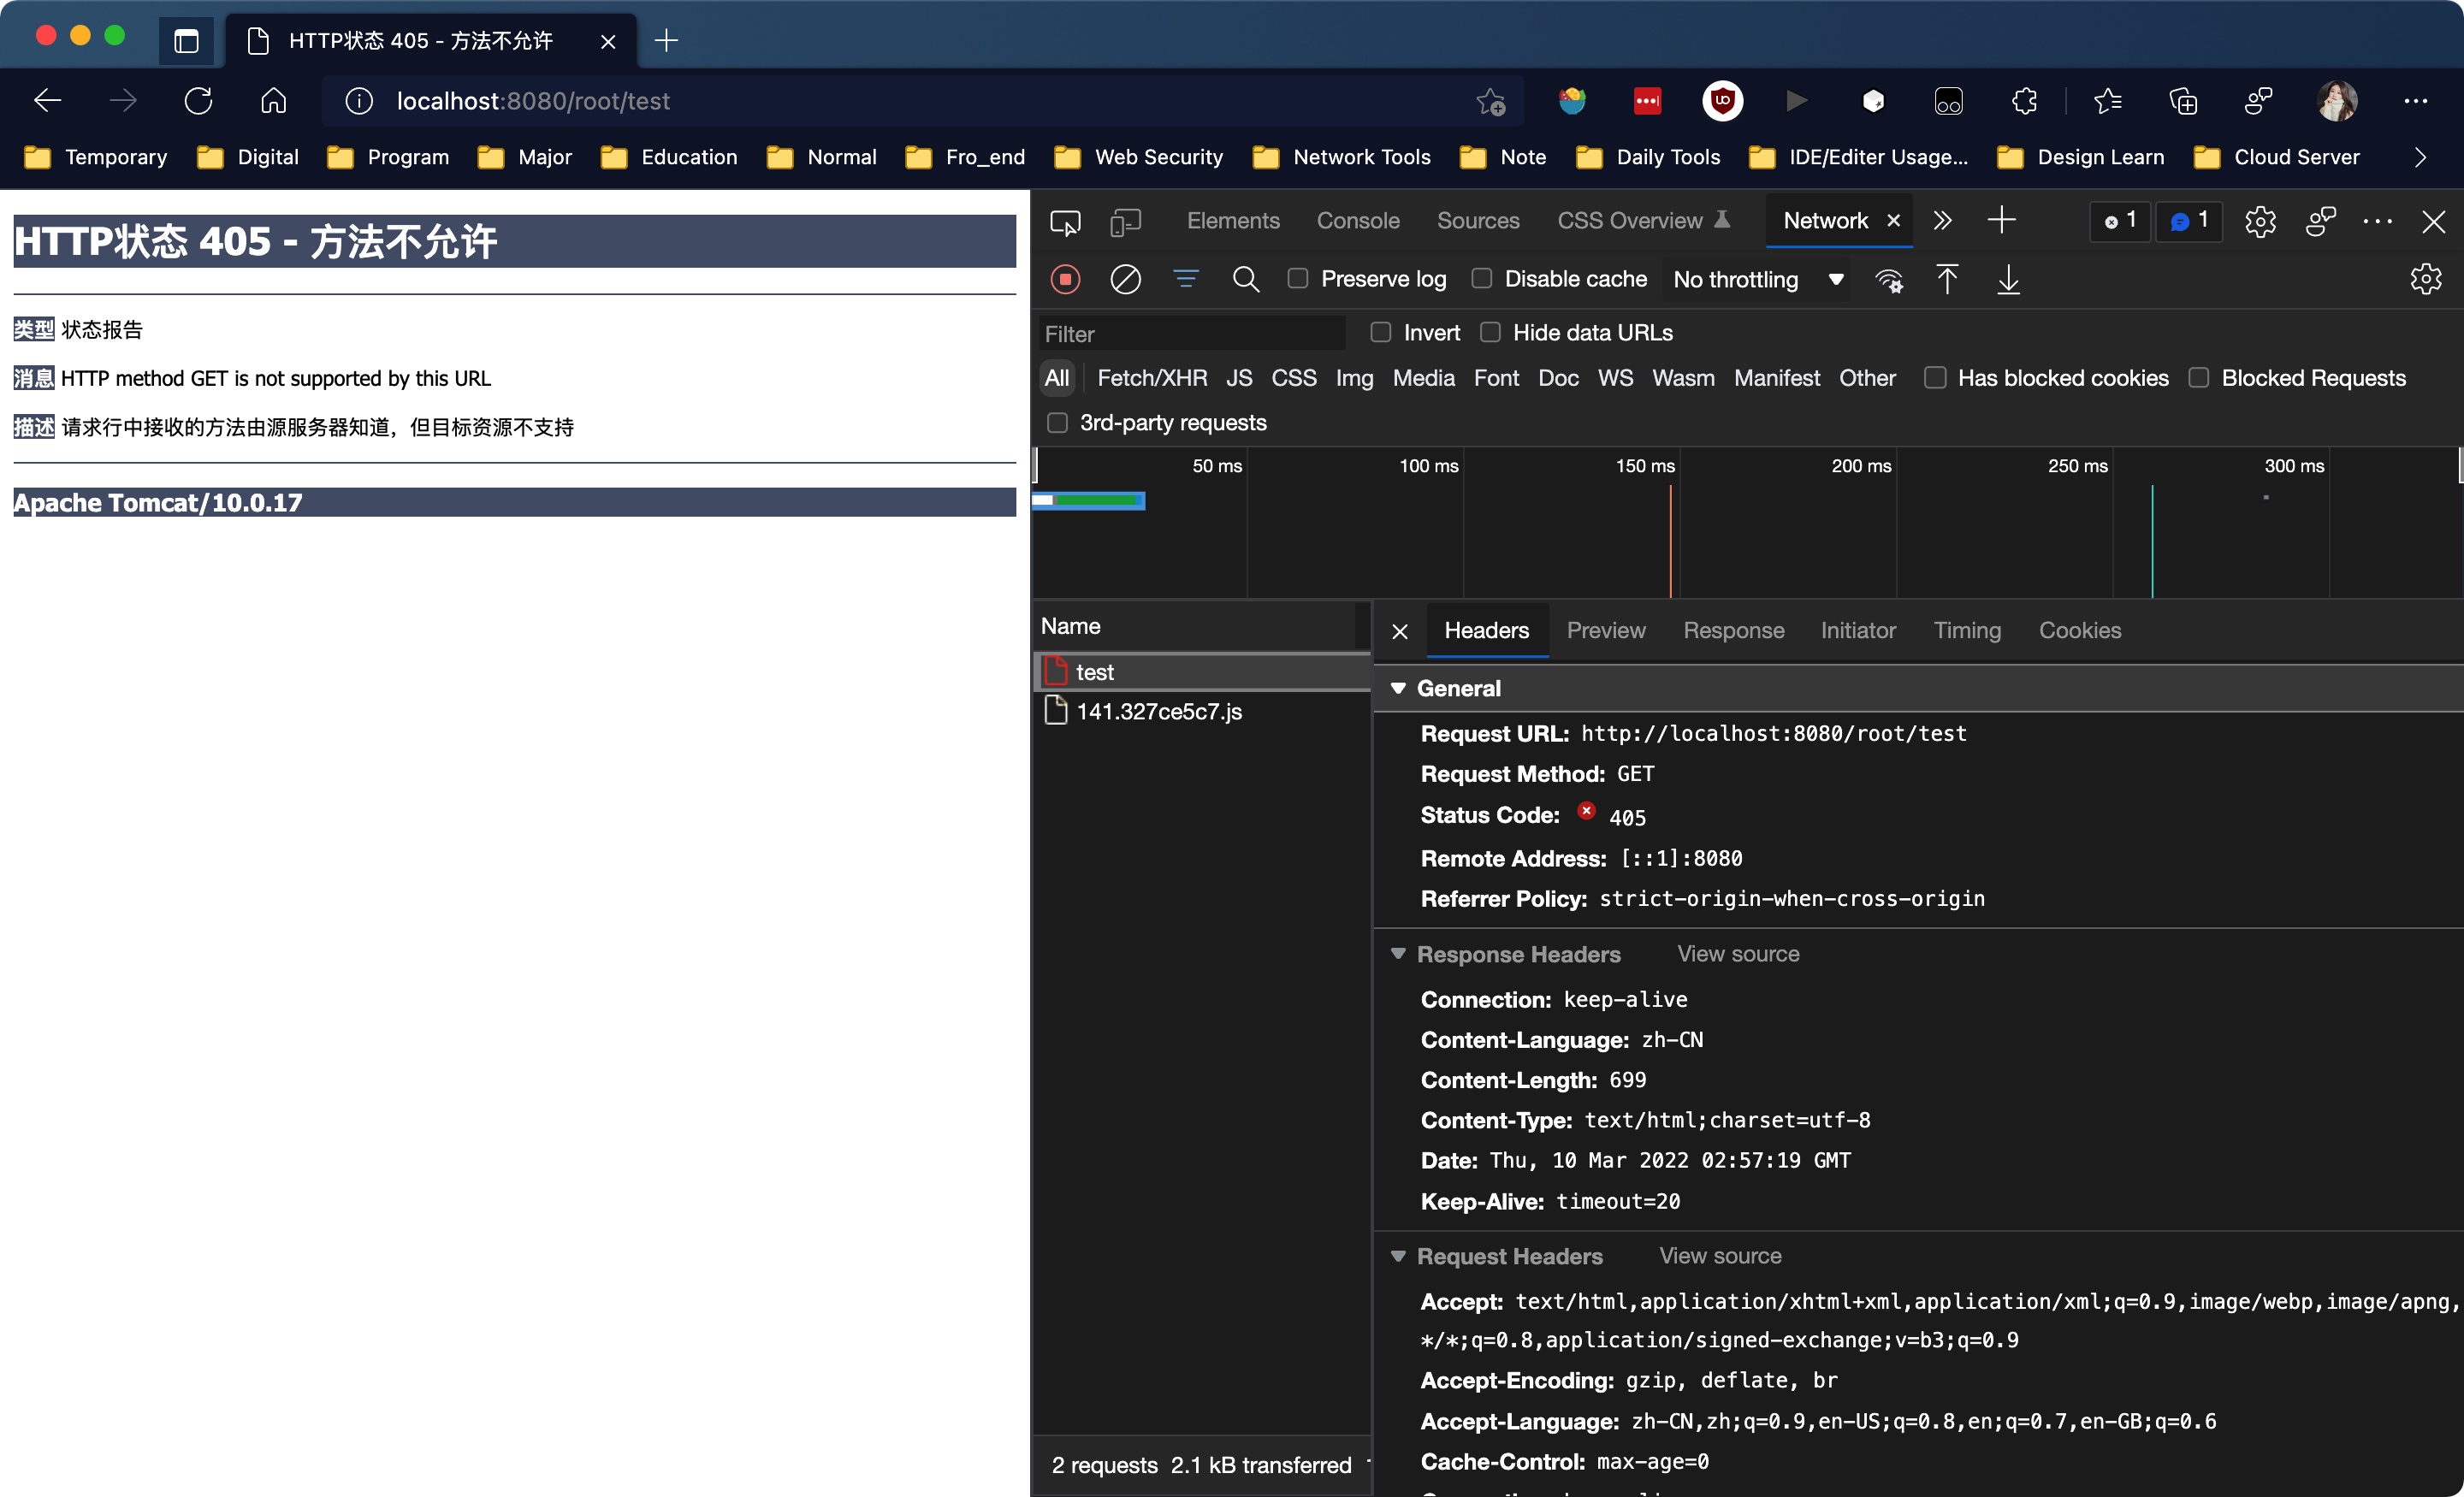 HTTP状态 405 - 方法不允许
localhost:8080/root/test
Temporary Digital Program Major Education Normal Fro_end Web Security Network Tools Note Daily Tools IDE/Editer Usage... Design Learn Cloud Server
HTTP状态 405 - 方法不允许
类型 状态报告
消息 HTTP method GET is not supported by this URL
描述 请求行中接收的方法由源服务器知道，但目标资源不支持
Apache Tomcat/10.0.17
Elements Console Sources CSS Overview Network 1 1
Preserve log Disable cache No throttling
Filter Invert Hide data URLs
All Fetch/XHR JS CSS Img Media Font Doc WS Wasm Manifest Other Has blocked cookies Blocked Requests
3rd-party requests
50 ms 100 ms 150 ms 200 ms 250 ms 300 ms
Name
test
141.327ce5c7.js
2 requests 2.1 kB transferred
Headers Preview Response Initiator Timing Cookies
General
Request URL: http://localhost:8080/root/test
Request Method: GET
Status Code: 405
Remote Address: [::1]:8080
Referrer Policy: strict-origin-when-cross-origin
Response Headers View source
Connection: keep-alive
Content-Language: zh-CN
Content-Length: 699
Content-Type: text/html;charset=utf-8
Date: Thu, 10 Mar 2022 02:57:19 GMT
Keep-Alive: timeout=20
Request Headers View source
Accept: text/html,application/xhtml+xml,application/xml;q=0.9,image/webp,image/apng,
*/*;q=0.8,application/signed-exchange;v=b3;q=0.9
Accept-Encoding: gzip, deflate, br
Accept-Language: zh-CN,zh;q=0.9,en-US;q=0.8,en;q=0.7,en-GB;q=0.6
Cache-Control: max-age=0